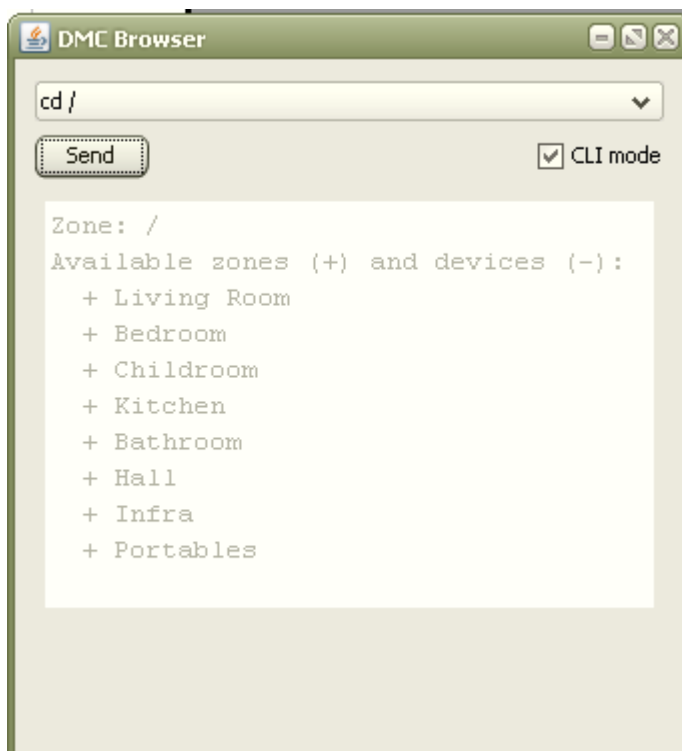 DMC Browser
cd /
Send
CLI mode
Zone: /
Available zones (+) and devices (-):
+ Living Room
+ Bedroom
+ Childroom
+ Kitchen
+ Bathroom
+ Hall
+ Infra
+ Portables